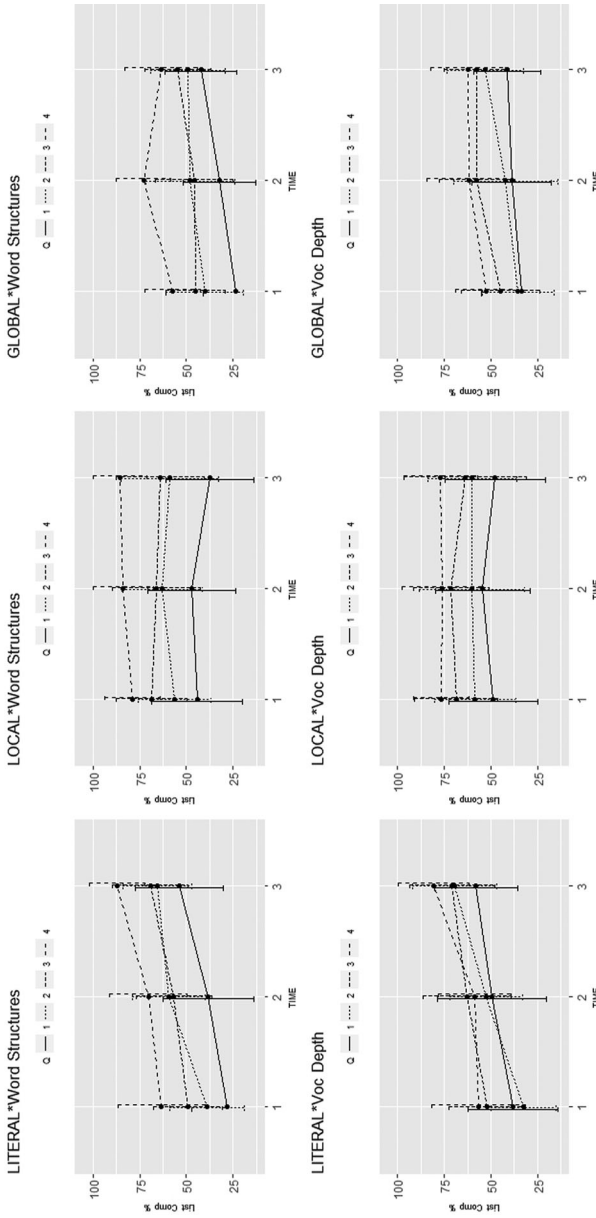 LITERAL*Word Structures
Q 1 2 3 4
List Comp %
100
75
50
25
1 2 3
TIME
LOCAL*Word Structures
Q 1 2 3 4
List Comp %
100
75
50
25
1 2 3
TIME
GLOBAL*Word Structures
Q 1 2 3 4
List Comp %
100
75
50
25
1 2 3
TIME
LITERAL*Voc Depth
Q 1 2 3 4
List Comp %
100
75
50
25
1 2 3
TIME
LOCAL*Voc Depth
Q 1 2 3 4
List Comp %
100
75
50
25
1 2 3
TIME
GLOBAL*Voc Depth
Q 1 2 3 4
List Comp %
100
75
50
25
1 2 3
TIME